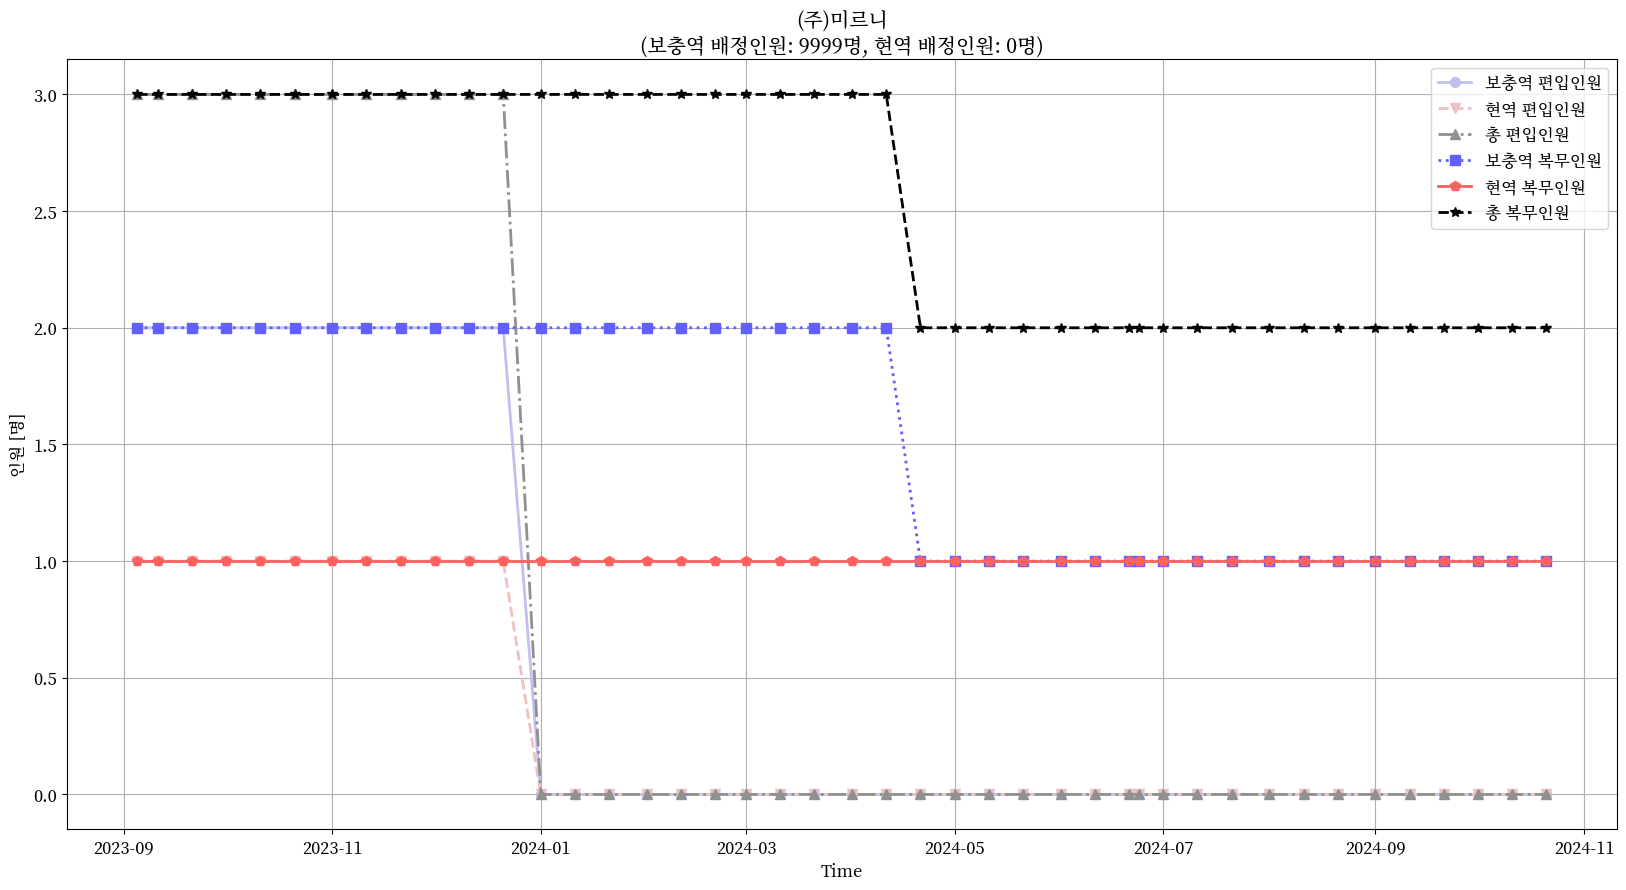 (주)미르니
(보충역 배정인원: 9999명, 현역 배정인원: 0명)
보충역 편입인원
현역 편입인원
총 편입인원
보충역 복무인원
현역 복무인원
총 복무인원
인원 [명]
3.0
2.5
2.0
1.5
1.0
0.5
0.0
2023-09 2023-11 2024-01 2024-03 2024-05 2024-07 2024-09 2024-11
Time